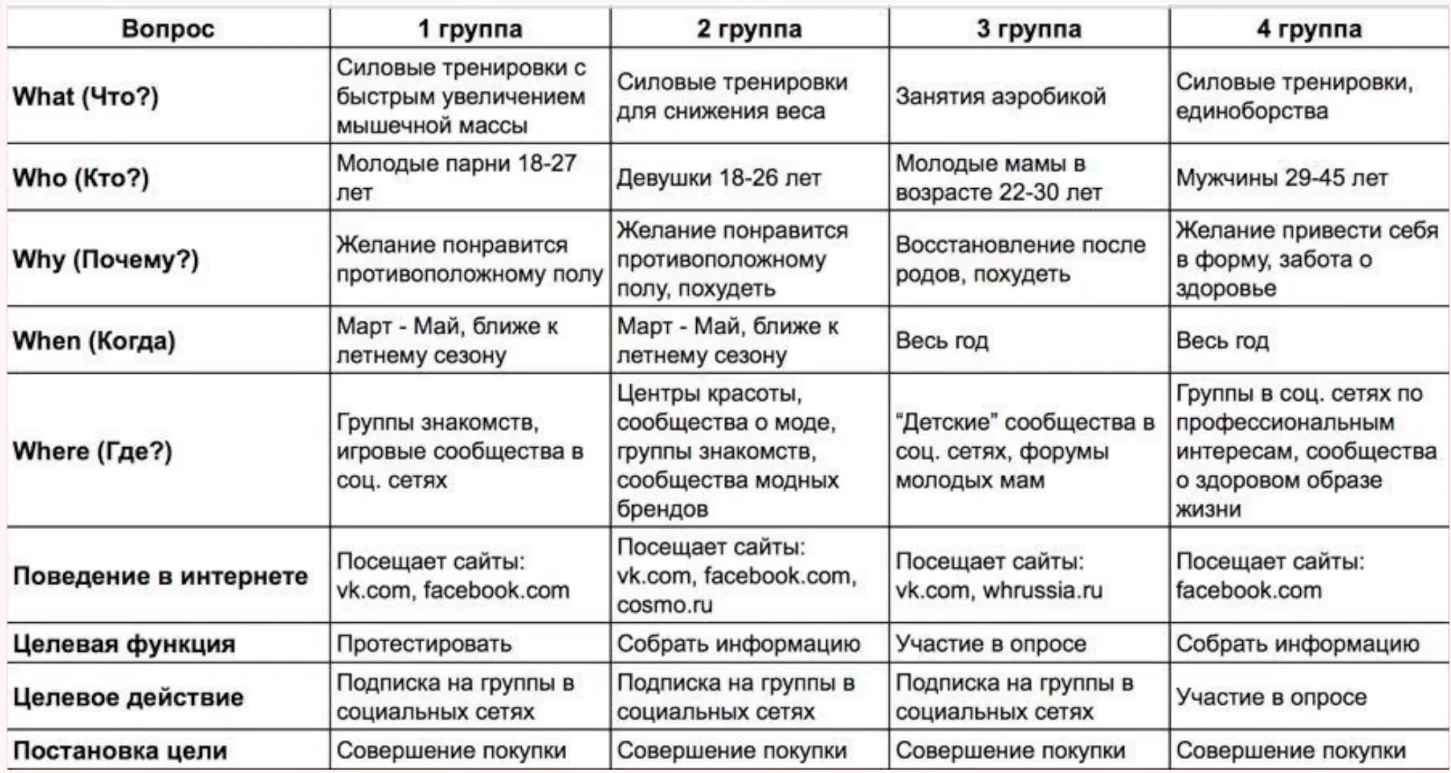 Вопрос
1 группа
2 группа
3 группа
4 группа
What (Что?)
Силовые тренировки с
быстрым увеличением
мышечной массы
Силовые тренировки
для снижения веса
Занятия аэробикой
Силовые тренировки,
единоборства
Who (Кто?)
Молодые парни 18-27
лет
Девушки 18-26 лет
Молодые мамы в
возрасте 22-30 лет
Мужчины 29-45 лет
Why (Почему?)
Желание понравится
противоположному полу
Желание понравится
противоположному
полу, похудеть
Восстановление после
родов, похудеть
Желание привести себя
в форму, забота о
здоровье
When (Когда)
Март - Май, ближе к
летнему сезону
Март - Май, ближе к
летнему сезону
Весь год
Весь год
Where (Где?)
Группы знакомств,
игровые сообщества в
соц. сетях
Центры красоты,
сообщества о моде,
группы знакомств,
сообщества модных
брендов
“Детские” сообщества в
соц. сетях, форумы
молодых мам
Группы в соц. сетях по
профессиональным
интересам, сообщества
о здоровом образе
жизни
Поведение в интернете
Посещает сайты:
vk.com, facebook.com
Посещает сайты:
vk.com, facebook.com,
cosmo.ru
Посещает сайты:
vk.com, whrussia.ru
Посещает сайты:
facebook.com
Целевая функция
Протестировать
Собрать информацию
Участие в опросе
Собрать информацию
Целевое действие
Подписка на группы в
социальных сетях
Подписка на группы в
социальных сетях
Подписка на группы в
социальных сетях
Участие в опросе
Постановка цели
Совершение покупки
Совершение покупки
Совершение покупки
Совершение покупки